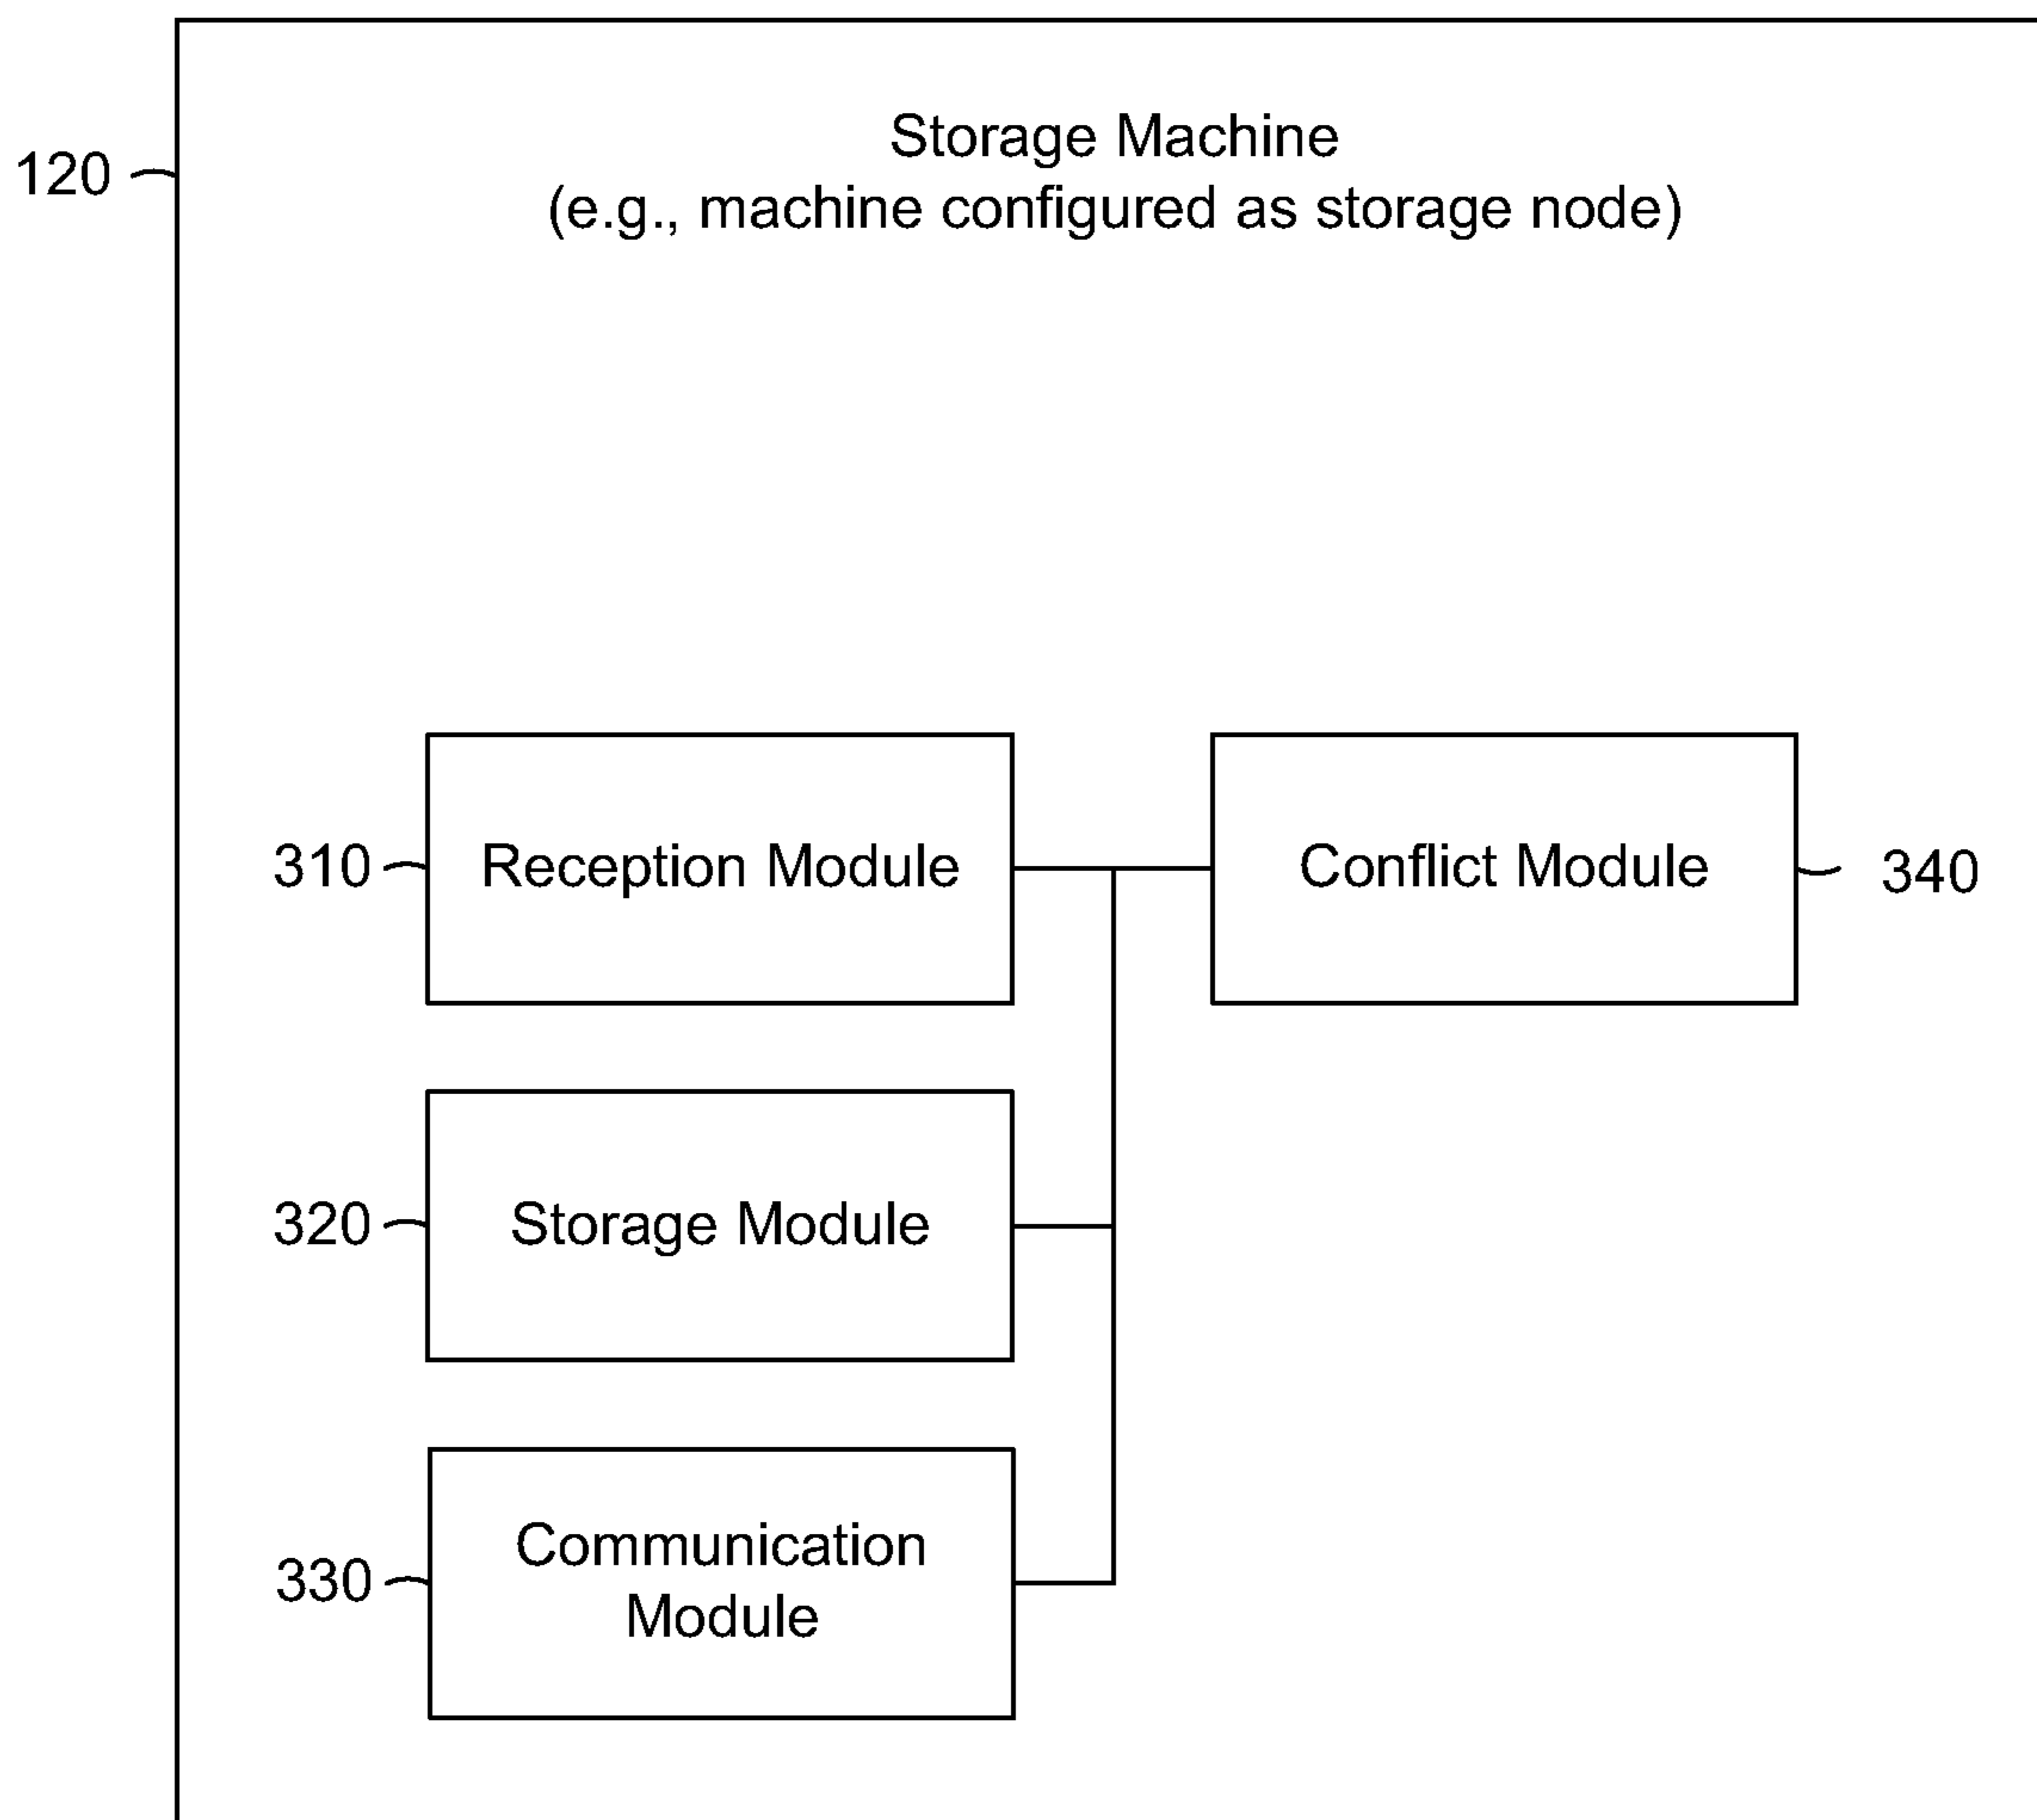 Storage Machine
120
(e.g., machine configured as storage node)
310
Reception Module
Conflict Module
340
320
Storage Module
330
Communication
Module